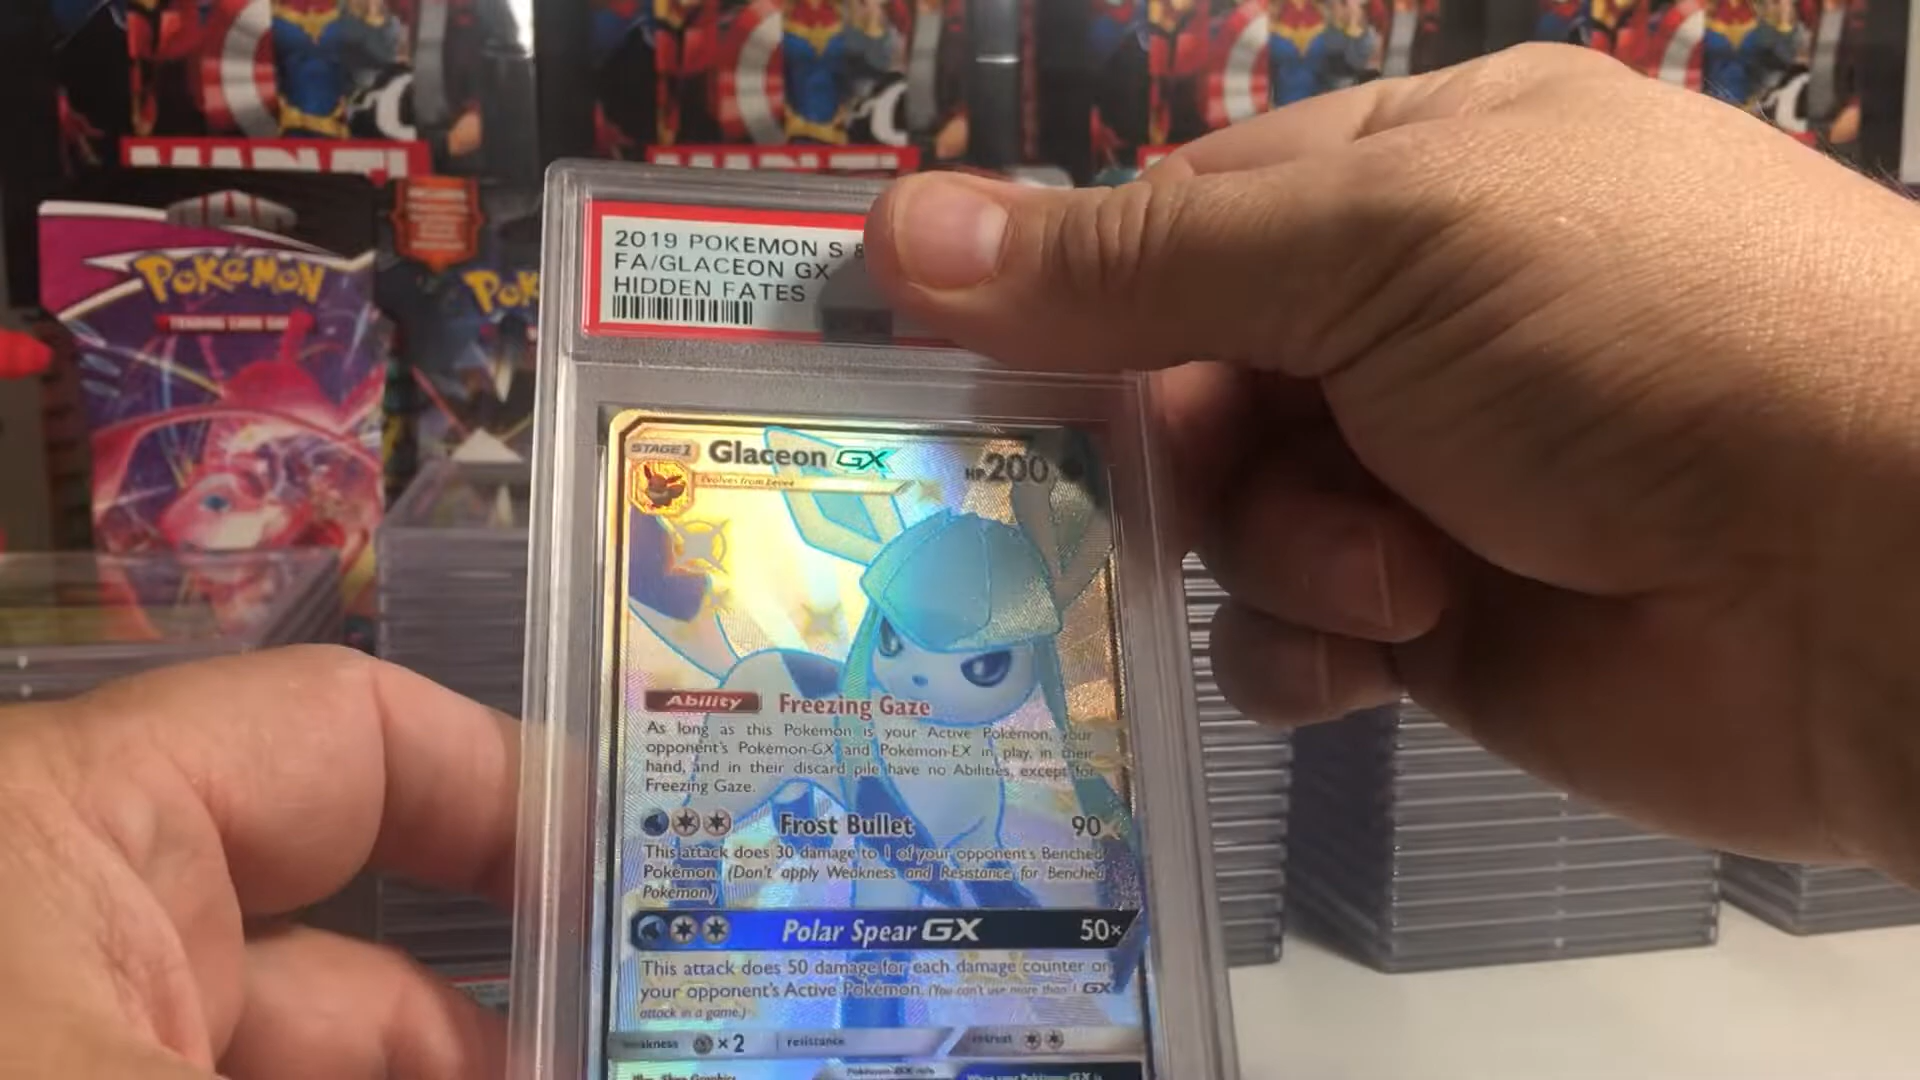 MARVEL
POKÉMON
TRADING CARD GAME
2019 POKEMON S &
FA/GLACEON GX
HIDDEN FATES
STAGE 1
Glaceon GX
HP200
Evolves from Eevee
Ability Freezing Gaze
As long as this Pokémon is your Active Pokémon, your
opponent's Pokémon-GX and Pokémon-EX in play, in their
hand, and in their discard pile have no Abilities, except for
Freezing Gaze.
Frost Bullet 90
This attack does 30 damage to 1 of your opponent's Benched
Pokémon. (Don't apply Weakness and Resistance for Benched
Pokémon.)
Polar Spear GX 50×
This attack does 50 damage for each damage counter on
your opponent's Active Pokémon. (You can't use more than 1 GX
attack in a game.)
weakness ×2 resistance retreat
Pokémon-GX rule